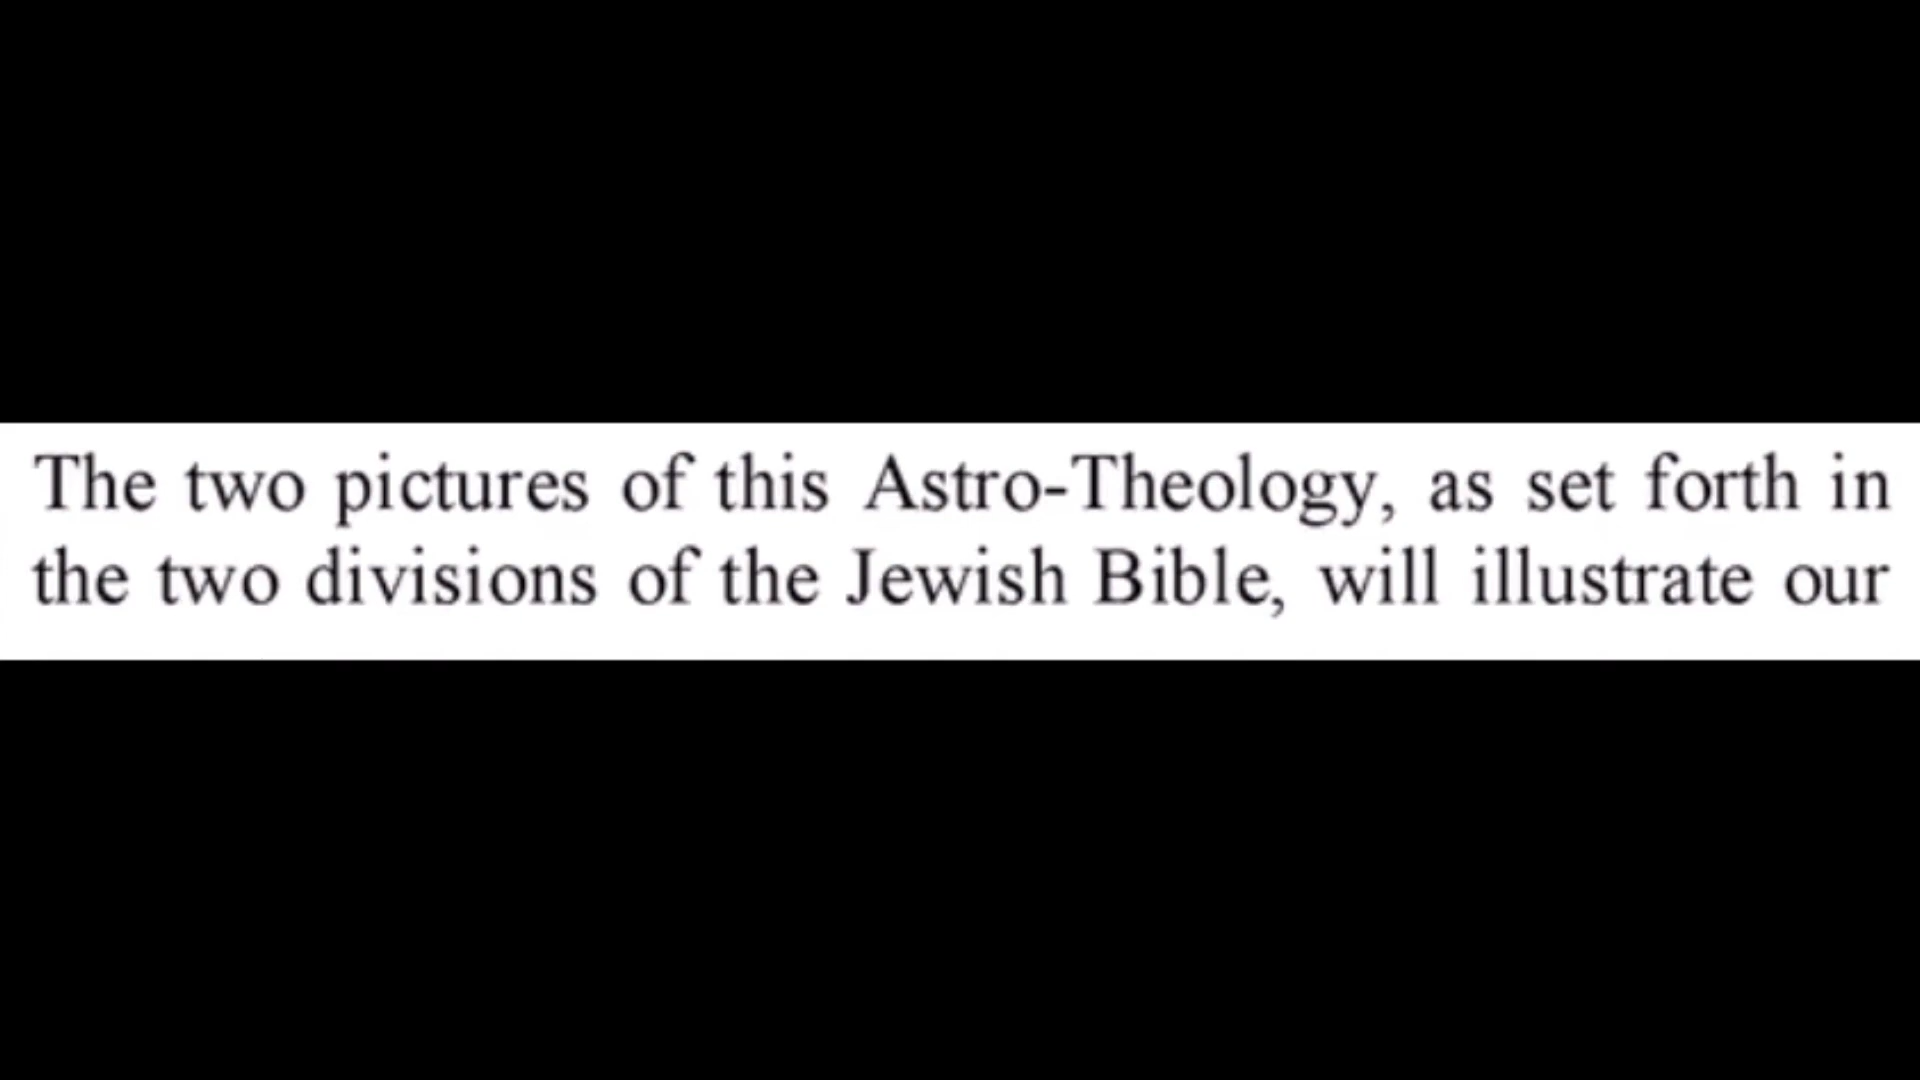 The two pictures of this Astro-Theology, as set forth in
the two divisions of the Jewish Bible, will illustrate our